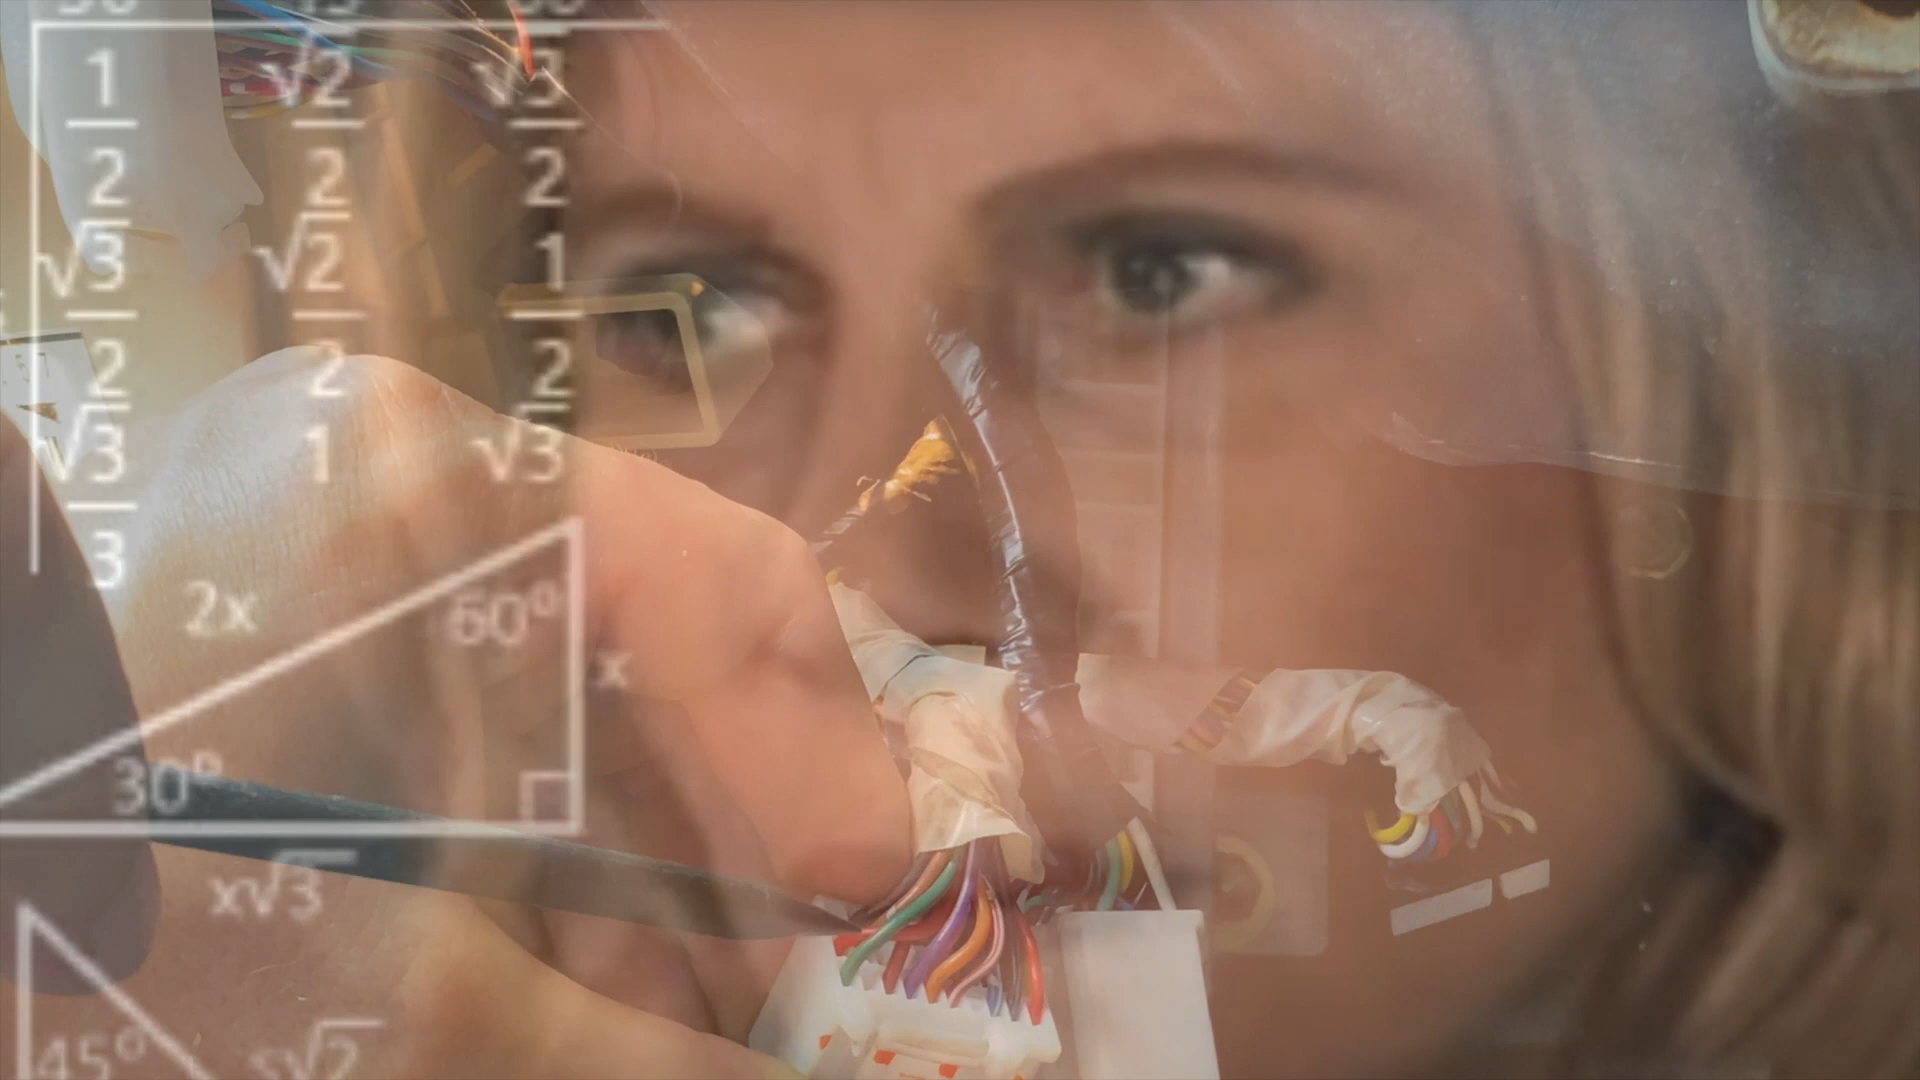 1 √2 √3
2 2 2
√3 √2 1
2 2 2
√3 1 √3
3
2x
60°
x
30°
x√3
45°
s√2